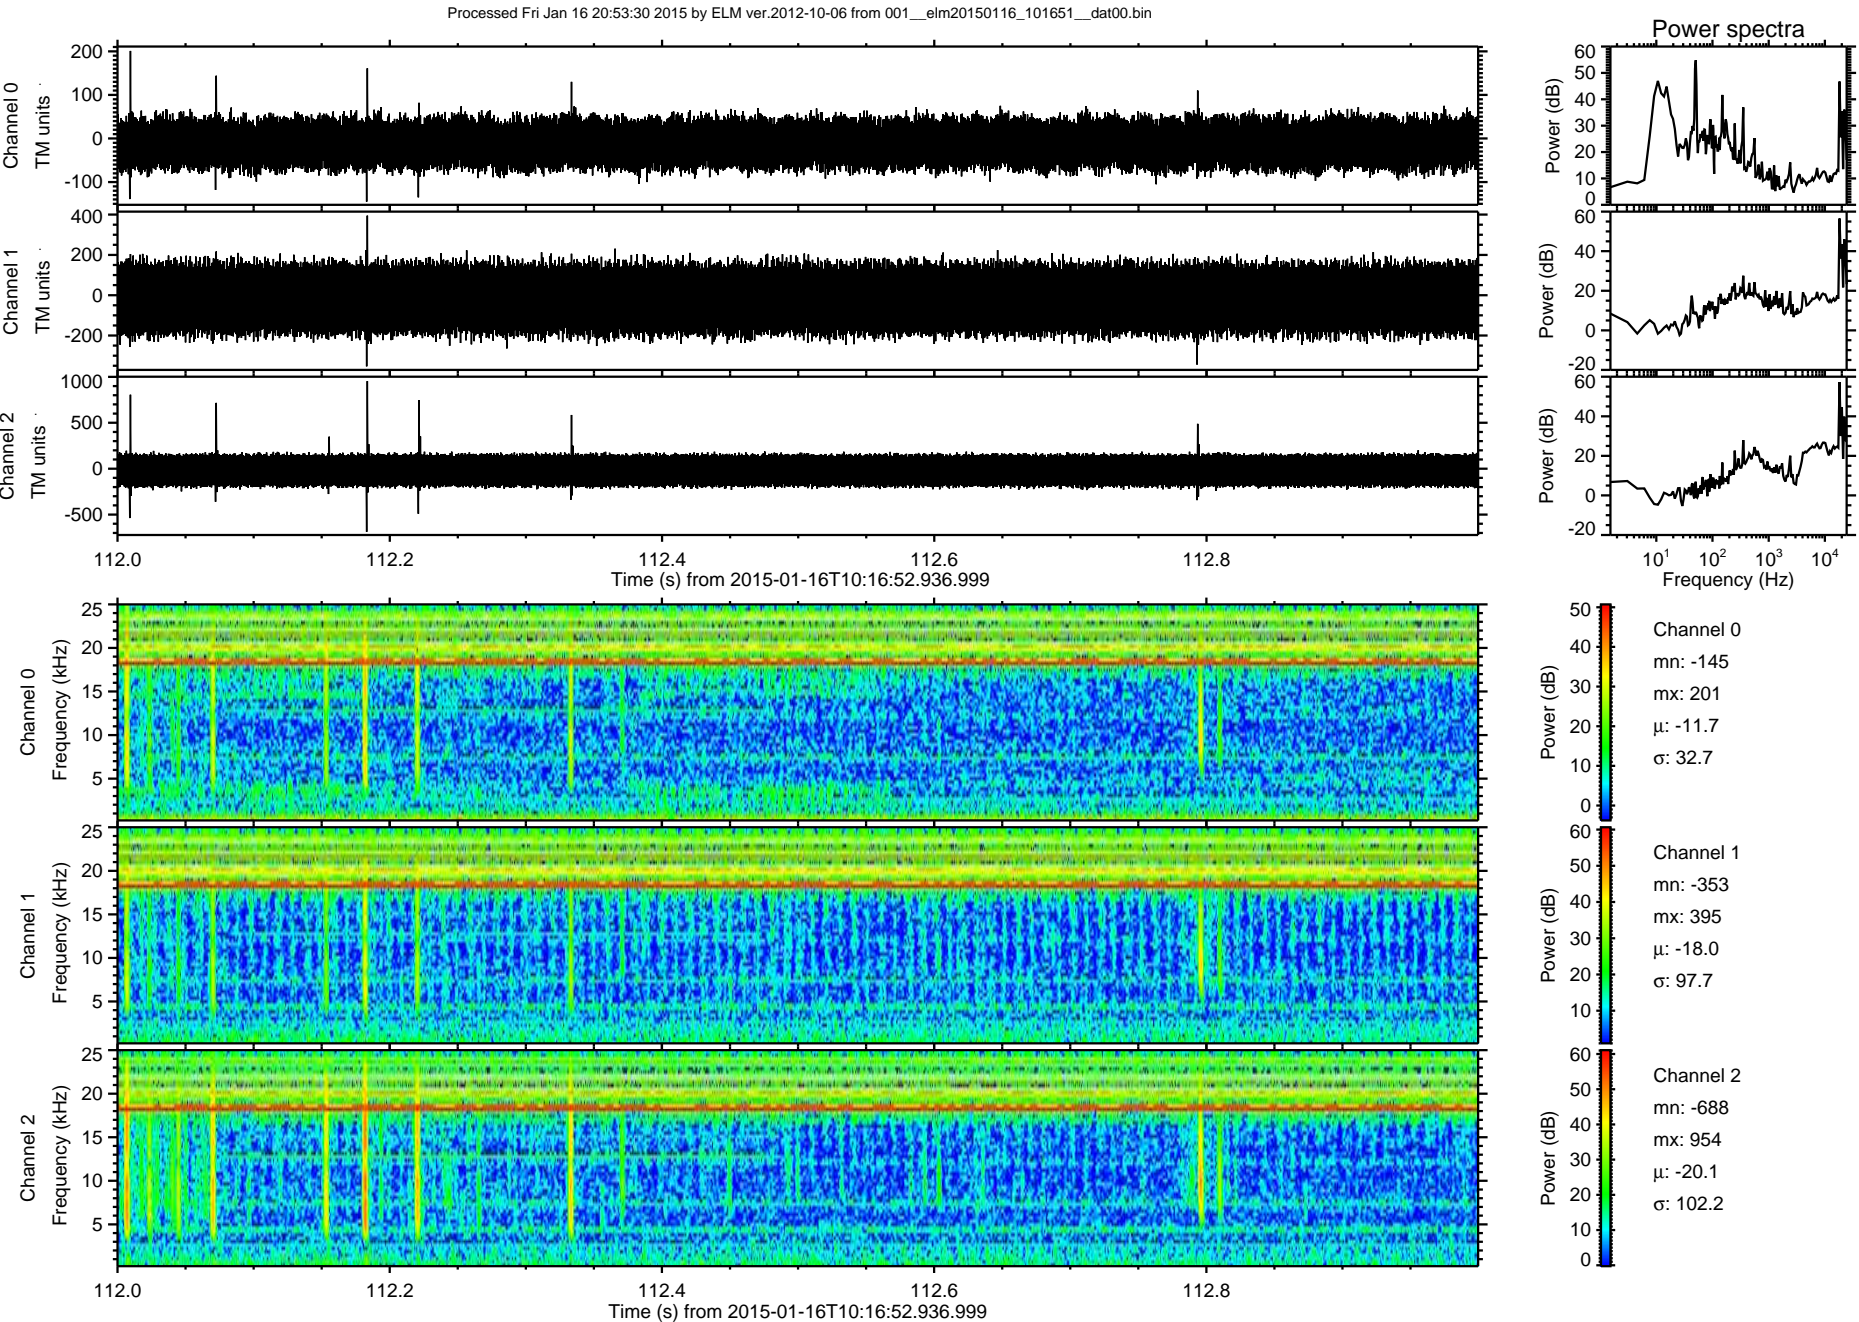 Processed Fri Jan 16 20:53:30 2015 by ELM ver.2012-10-06 from 001__elm20150116_101651__dat00.bin
Power spectra
Channel 0
TM units
200
100
0
-100
Power (dB)
60
50
40
30
20
10
0
Channel 1
TM units
400
200
0
-200
Power (dB)
60
40
20
0
-20
Channel 2
TM units
1000
500
0
-500
Power (dB)
60
40
20
0
-20
112.0 112.2 112.4 112.6 112.8
Time (s) from 2015-01-16T10:16:52.936.999
10¹ 10² 10³ 10⁴
Frequency (Hz)
Channel 0
Frequency (kHz)
25
20
15
10
5
Power (dB)
50
40
30
20
10
0
Channel 0
mn: -145
mx: 201
μ: -11.7
σ: 32.7
Channel 1
Frequency (kHz)
25
20
15
10
5
Power (dB)
60
50
40
30
20
10
Channel 1
mn: -353
mx: 395
μ: -18.0
σ: 97.7
Channel 2
Frequency (kHz)
25
20
15
10
5
Power (dB)
60
50
40
30
20
10
0
Channel 2
mn: -688
mx: 954
μ: -20.1
σ: 102.2
112.0 112.2 112.4 112.6 112.8
Time (s) from 2015-01-16T10:16:52.936.999